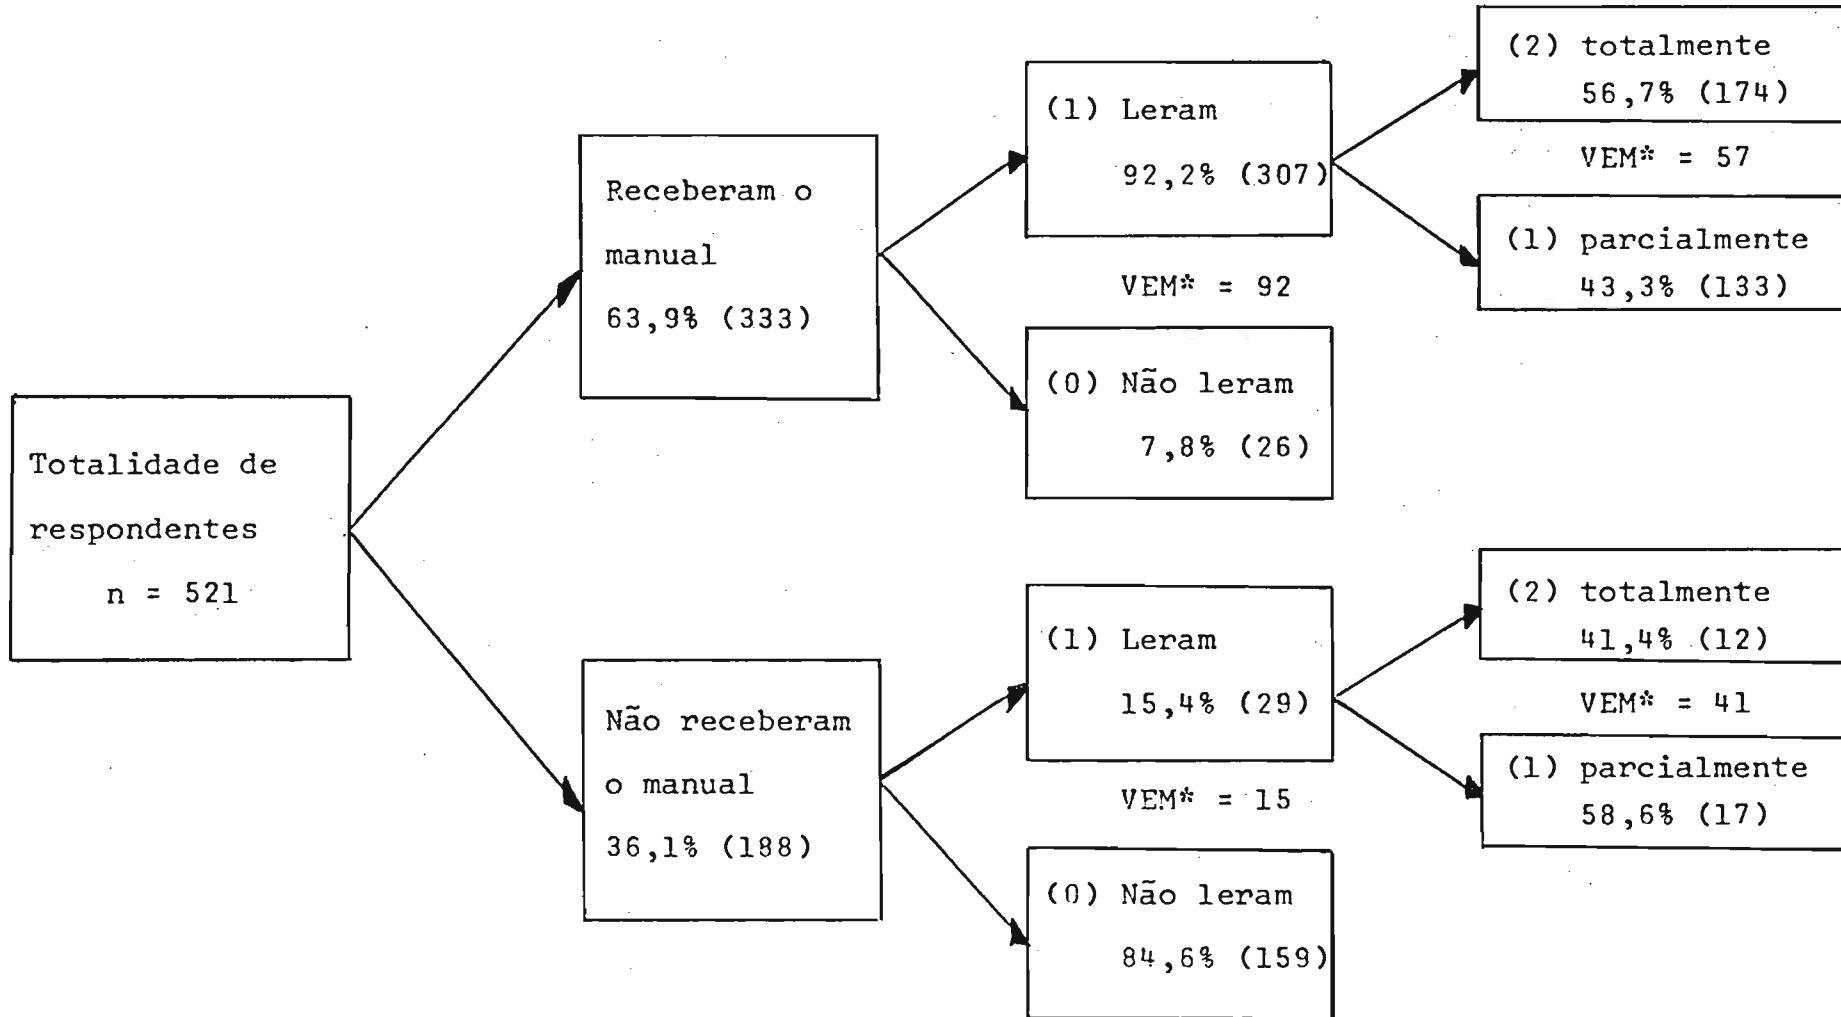 Totalidade de
respondentes
n = 521
Receberam o
manual
63,9% (333)
(1) Leram
92,2% (307)
VEM* = 92
(0) Não leram
7,8% (26)
(2) totalmente
56,7% (174)
VEM* = 57
(1) parcialmente
43,3% (133)
Não receberam
o manual
36,1% (188)
(1) Leram
15,4% (29)
VEM* = 15
(0) Não leram
84,6% (159)
(2) totalmente
41,4% (12)
VEM* = 41
(1) parcialmente
58,6% (17)